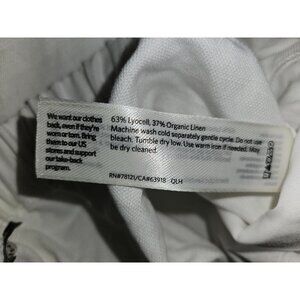 We want our clothes
back, even if they're
worn or torn. Bring
them to our US
stores and support
our take-back
program.
63% Lyocell, 37% Organic Linen
Machine wash cold separately gentle cycle. Do not use
bleach. Tumble dry low. Use warm iron if needed.
be dry cleaned.
RN#78121/CA#63918 QLH